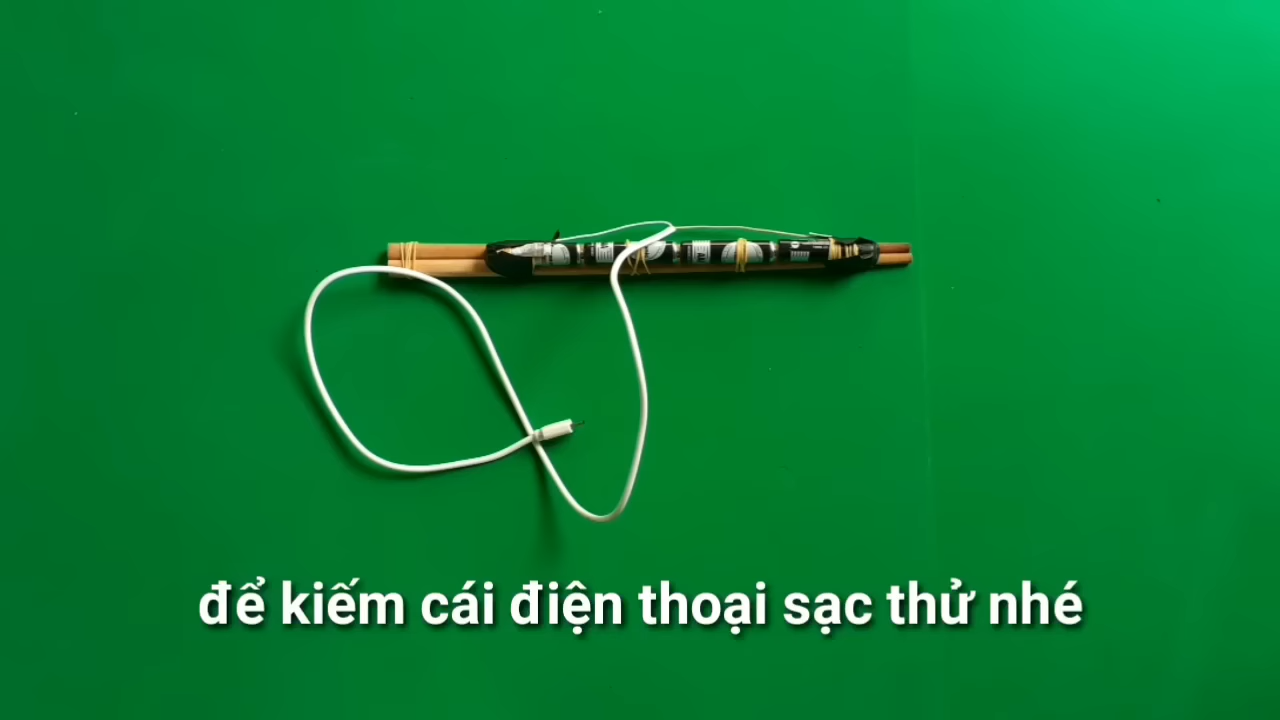 để kiếm cái điện thoại sạc thử nhé